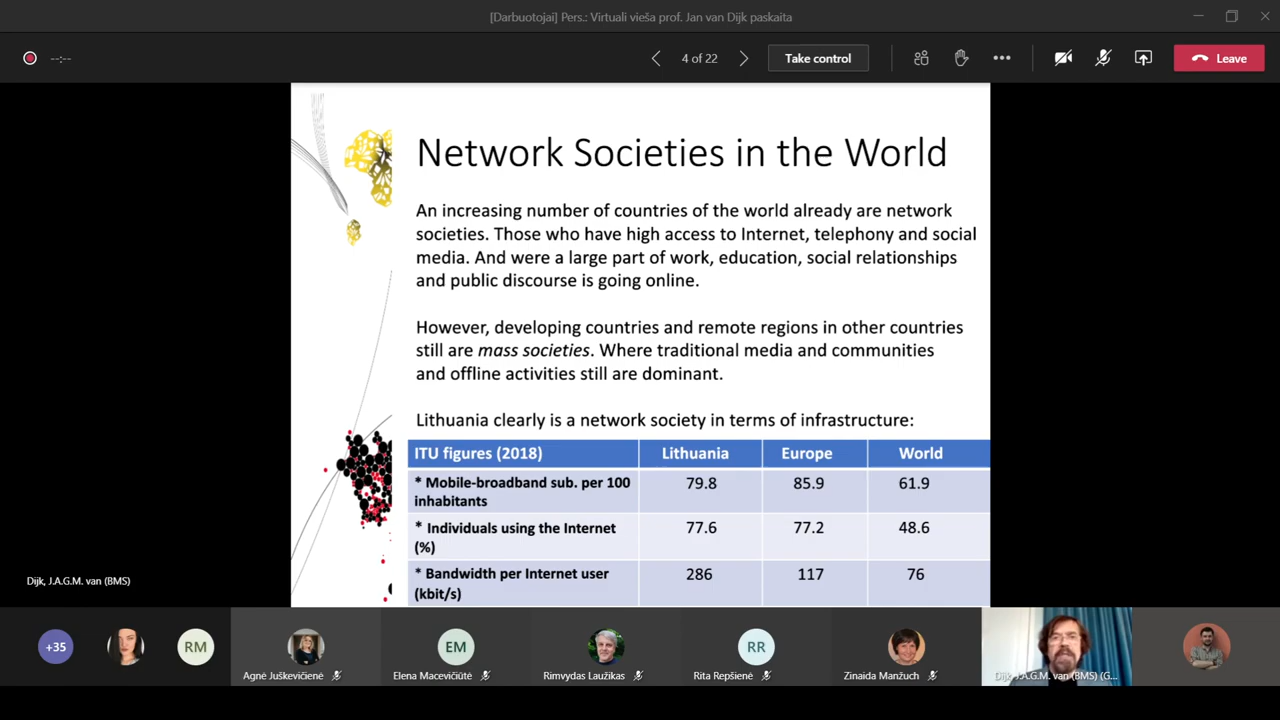 [Darbuotojai] Pers.: Virtuali vieša prof. Jan van Dijk paskaita
--:--
4 of 22
Take control
Leave
Network Societies in the World
An increasing number of countries of the world already are network
societies. Those who have high access to Internet, telephony and social
media. And were a large part of work, education, social relationships
and public discourse is going online.
However, developing countries and remote regions in other countries
still are mass societies. Where traditional media and communities
and offline activities still are dominant.
Lithuania clearly is a network society in terms of infrastructure:
ITU figures (2018) Lithuania Europe World
* Mobile-broadband sub. per 100 79.8 85.9 61.9
inhabitants
* Individuals using the Internet 77.6 77.2 48.6
(%)
* Bandwidth per Internet user 286 117 76
(kbit/s)
Dijk, J.A.G.M. van (BMS)
+35
RM
EM
RR
Agnė Juškevičienė
Elena Macevičiūtė
Rimvydas Laužikas
Rita Repšienė
Zinaida Manžuch
Dijk, J.A.G.M. van (BMS) (G...